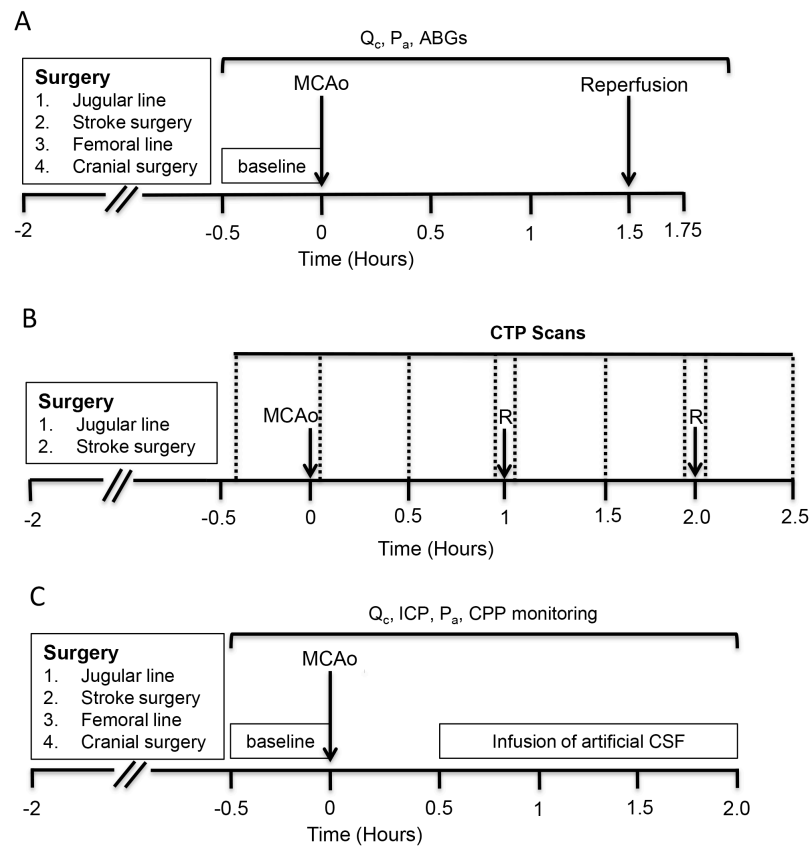 A
Qc, Pa, ABGs
Surgery
1. Jugular line
2. Stroke surgery
3. Femoral line
4. Cranial surgery
MCAo
Reperfusion
baseline
-2
-0.5
0
0.5
1
1.5
1.75
Time (Hours)
B
CTP Scans
Surgery
1. Jugular line
2. Stroke surgery
MCAo
R
R
-2
-0.5
0
0.5
1
1.5
2.0
2.5
Time (Hours)
C
Qc, ICP, Pa, CPP monitoring
Surgery
1. Jugular line
2. Stroke surgery
3. Femoral line
4. Cranial surgery
MCAo
baseline
Infusion of artificial CSF
-2
-0.5
0
0.5
1
1.5
2.0
Time (Hours)